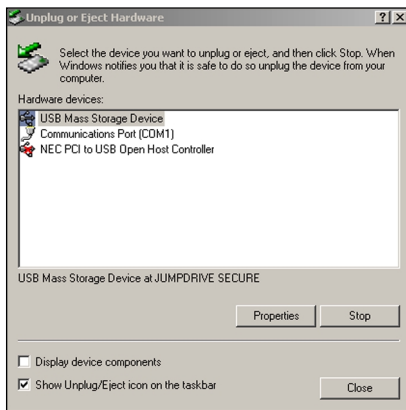 Unplug or Eject Hardware
Select the device you want to unplug or eject, and then click Stop. When
Windows notifies you that it is safe to do so unplug the device from your
computer.
Hardware devices:
USB Mass Storage Device
Communications Port (COM1)
NEC PCI to USB Open Host Controller
USB Mass Storage Device at JUMPDRIVE SECURE
Properties
Stop
Display device components
Show Unplug/Eject icon on the taskbar
Close